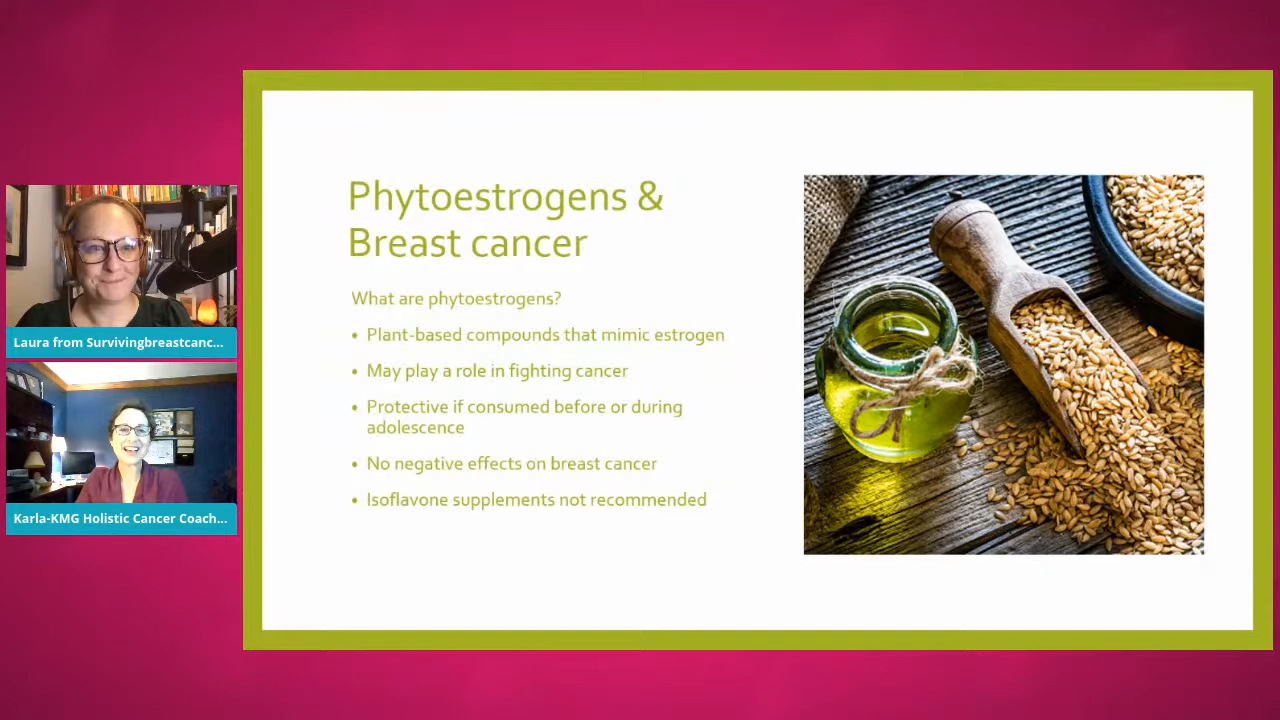 Phytoestrogens &
Breast cancer
What are phytoestrogens?
• Plant-based compounds that mimic estrogen
• May play a role in fighting cancer
• Protective if consumed before or during
adolescence
• No negative effects on breast cancer
• Isoflavone supplements not recommended
Laura from Survivingbreastcanc...
Karla-KMG Holistic Cancer Coach...